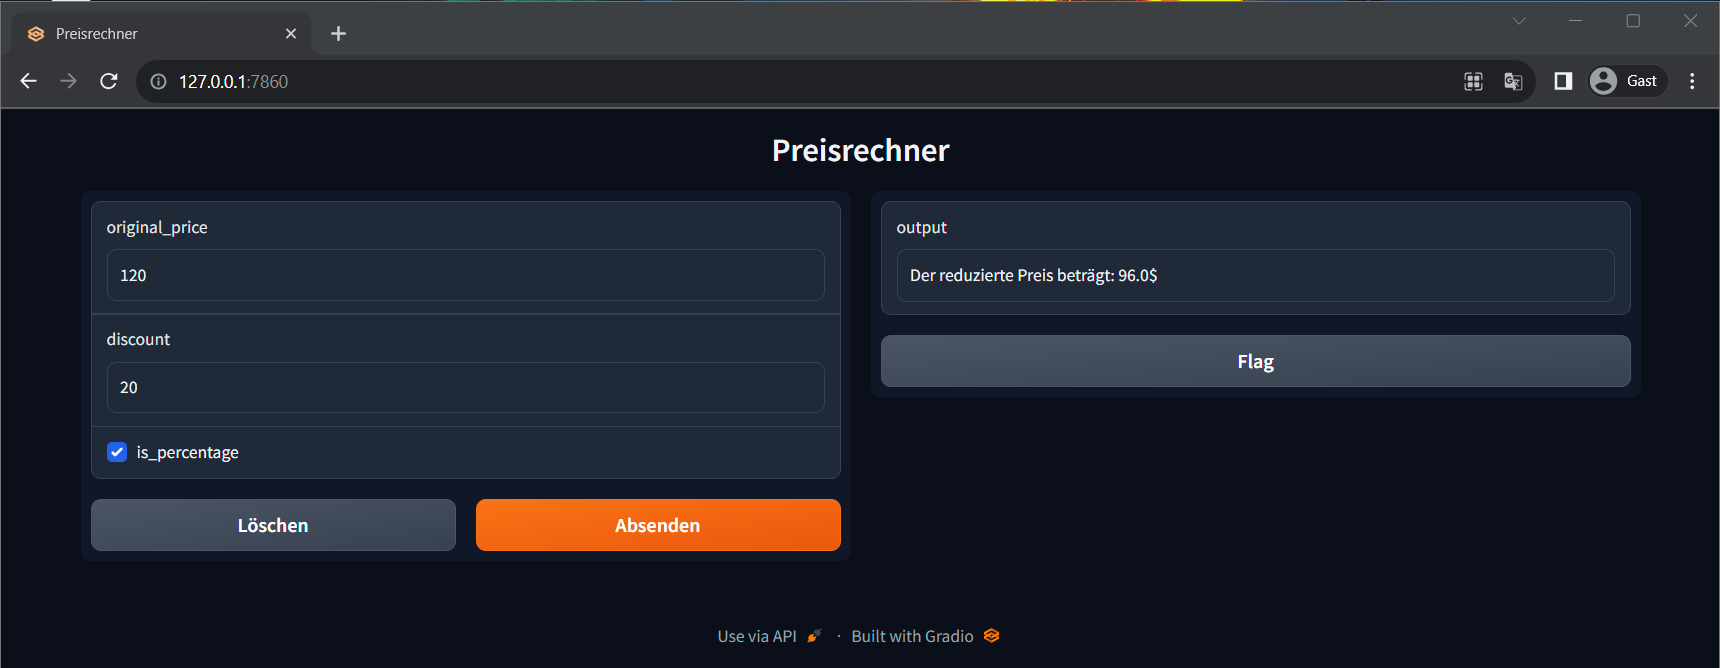 Preisrechner
127.0.0.1:7860
Gast
Preisrechner
original_price
120
discount
20
is_percentage
Löschen
Absenden
output
Der reduzierte Preis beträgt: 96.0$
Flag
Use via API · Built with Gradio